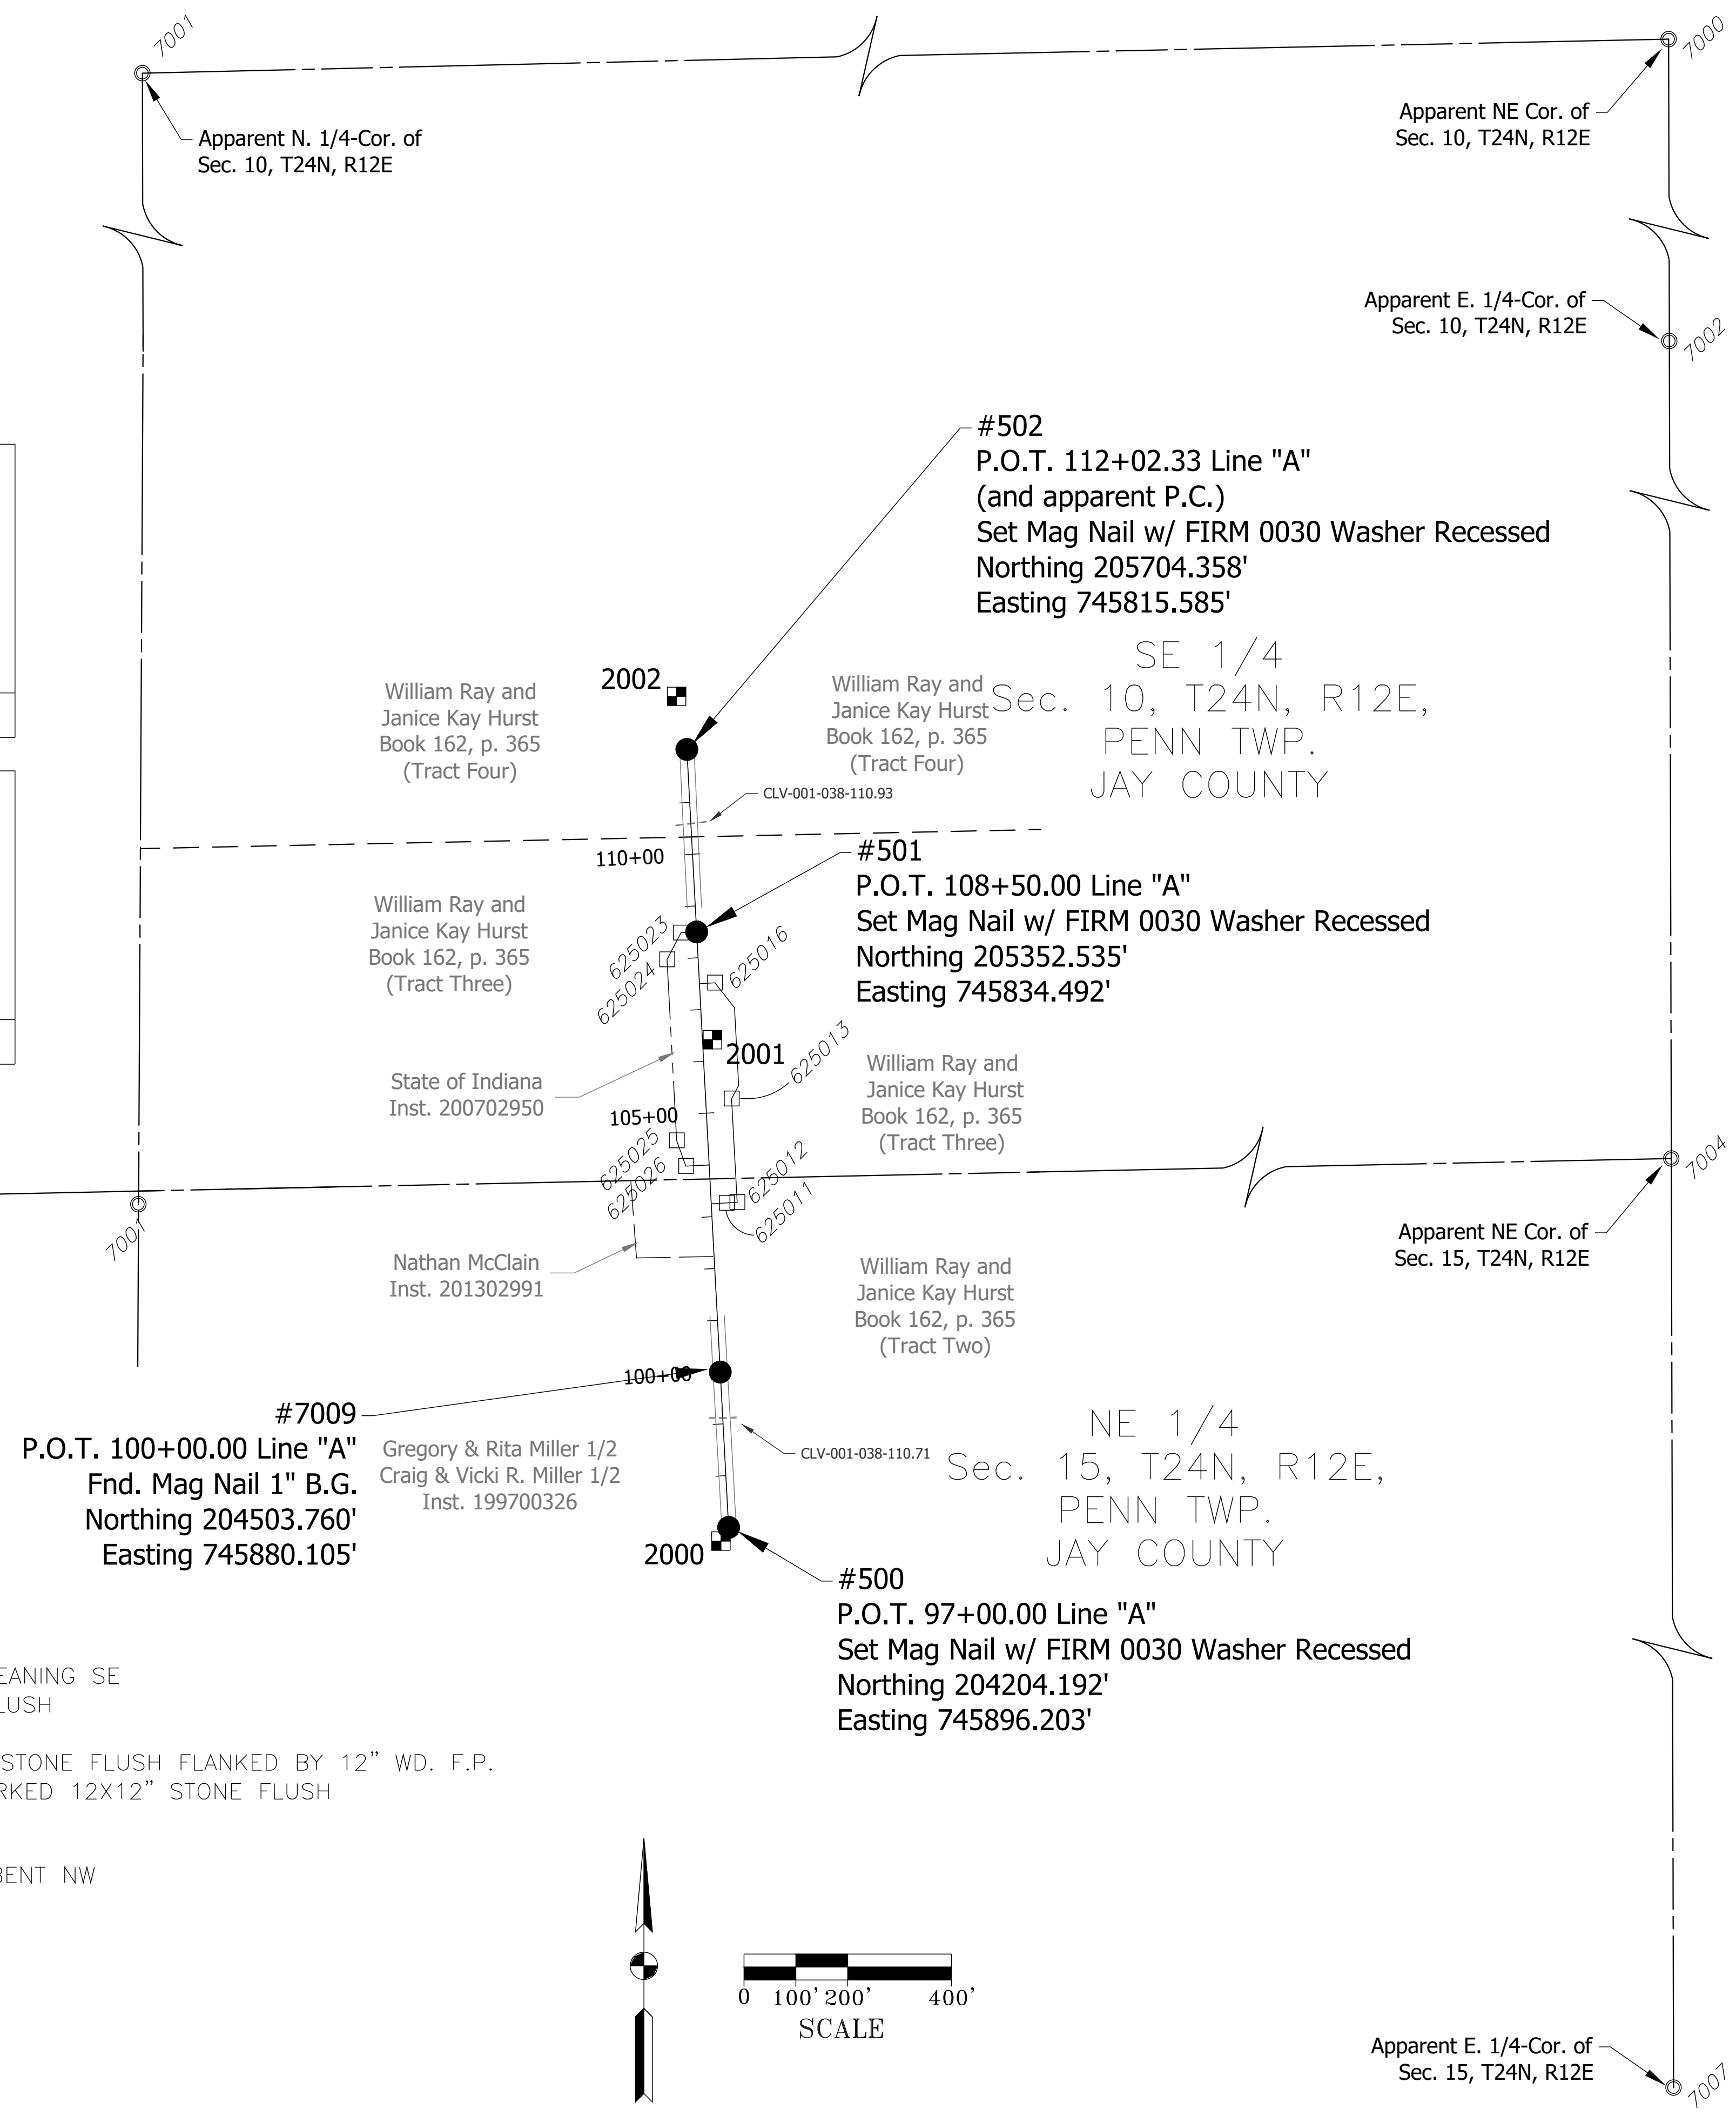 7001
7000
Apparent N. 1/4-Cor. of
Sec. 10, T24N, R12E
Apparent NE Cor. of
Sec. 10, T24N, R12E
Apparent E. 1/4-Cor. of
Sec. 10, T24N, R12E
7002
#502
P.O.T. 112+02.33 Line "A"
(and apparent P.C.)
Set Mag Nail w/ FIRM 0030 Washer Recessed
Northing 205704.358'
Easting 745815.585'
SE 1/4
Sec. 10, T24N, R12E,
PENN TWP.
JAY COUNTY
2002
William Ray and
Janice Kay Hurst
Book 162, p. 365
(Tract Four)
William Ray and
Janice Kay Hurst
Book 162, p. 365
(Tract Four)
CLV-001-038-110.93
110+00
#501
P.O.T. 108+50.00 Line "A"
Set Mag Nail w/ FIRM 0030 Washer Recessed
Northing 205352.535'
Easting 745834.492'
William Ray and
Janice Kay Hurst
Book 162, p. 365
(Tract Three)
625023
625024
625016
2001
625013
State of Indiana
Inst. 200702950
105+00
William Ray and
Janice Kay Hurst
Book 162, p. 365
(Tract Three)
625025
625026
625012
625011
7004
Apparent NE Cor. of
Sec. 15, T24N, R12E
Nathan McClain
Inst. 201302991
William Ray and
Janice Kay Hurst
Book 162, p. 365
(Tract Two)
100+00
#7009
P.O.T. 100+00.00 Line "A"
Fnd. Mag Nail 1" B.G.
Northing 204503.760'
Easting 745880.105'
Gregory & Rita Miller 1/2
Craig & Vicki R. Miller 1/2
Inst. 199700326
CLV-001-038-110.71
NE 1/4
Sec. 15, T24N, R12E,
PENN TWP.
JAY COUNTY
2000
#500
P.O.T. 97+00.00 Line "A"
Set Mag Nail w/ FIRM 0030 Washer Recessed
Northing 204204.192'
Easting 745896.203'
EANING SE
LUSH
STONE FLUSH FLANKED BY 12" WD. F.P.
RKED 12X12" STONE FLUSH
BENT NW
0 100' 200' 400'
SCALE
Apparent E. 1/4-Cor. of
Sec. 15, T24N, R12E
7007